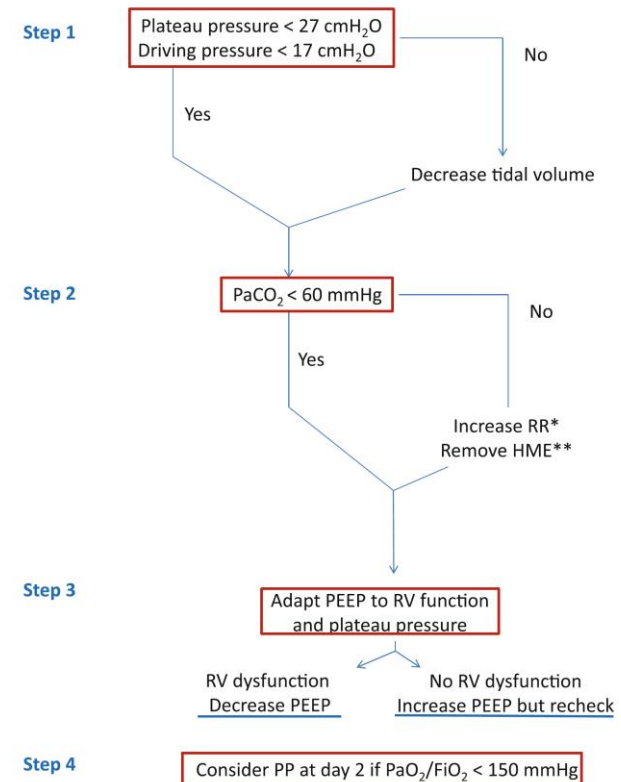 Step 1
Plateau pressure < 27 cmH₂O
Driving pressure < 17 cmH₂O
No
Yes
Decrease tidal volume
Step 2
PaCO₂ < 60 mmHg
No
Yes
Increase RR*
Remove HME**
Step 3
Adapt PEEP to RV function
and plateau pressure
RV dysfunction
Decrease PEEP
No RV dysfunction
Increase PEEP but recheck
Step 4
Consider PP at day 2 if PaO₂/FiO₂ < 150 mmHg